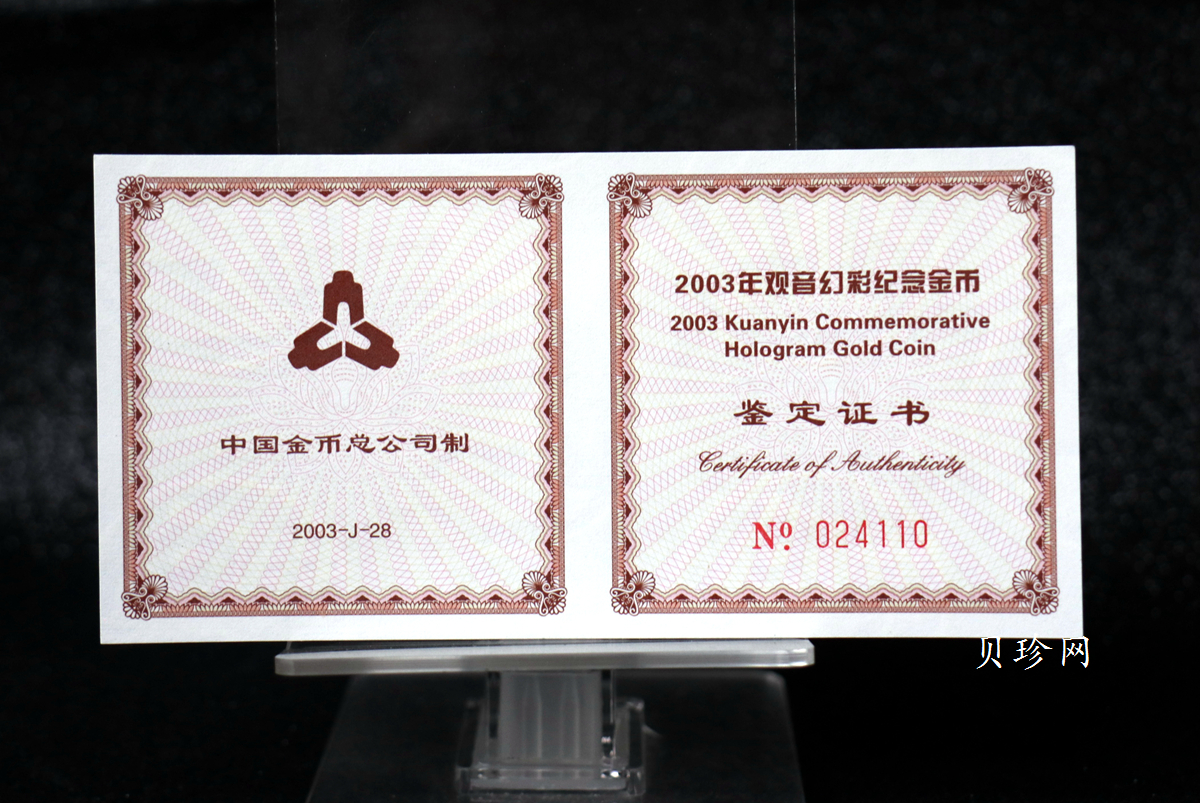 中国金币总公司制
2003-J-28
2003年观音幻彩纪念金币
2003 Kuanyin Commemorative
Hologram Gold Coin
鉴定证书
Certificate of Authenticity
Nº. 024110
贝珍网